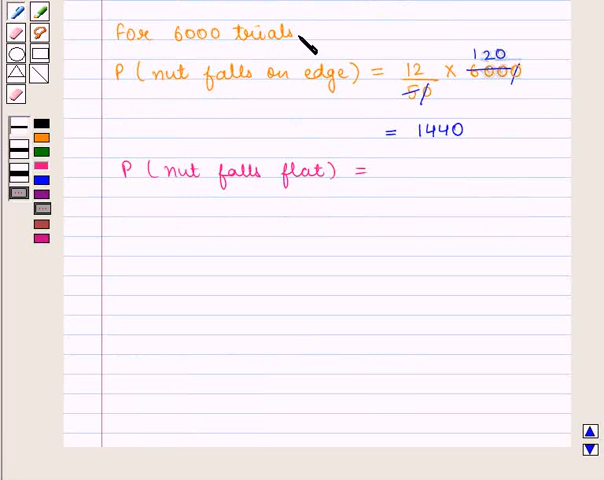 For 6000 trials
P (nut falls on edge) = 12/50 × 6000 120
= 1440
P (nut falls flat) =